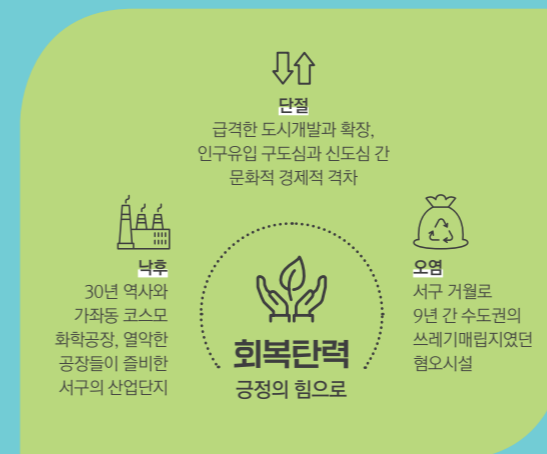 단절
급격한 도시개발과 확장,
인구유입 구도심과 신도심 간
문화적 경제적 격차
낙후
30년 역사와
가좌동 코스모
화학공장, 열악한
공장들이 즐비한
서구의 산업단지
회복탄력
긍정의 힘으로
오염
서구 거월로
9년 간 수도권의
쓰레기매립지였던
혐오시설